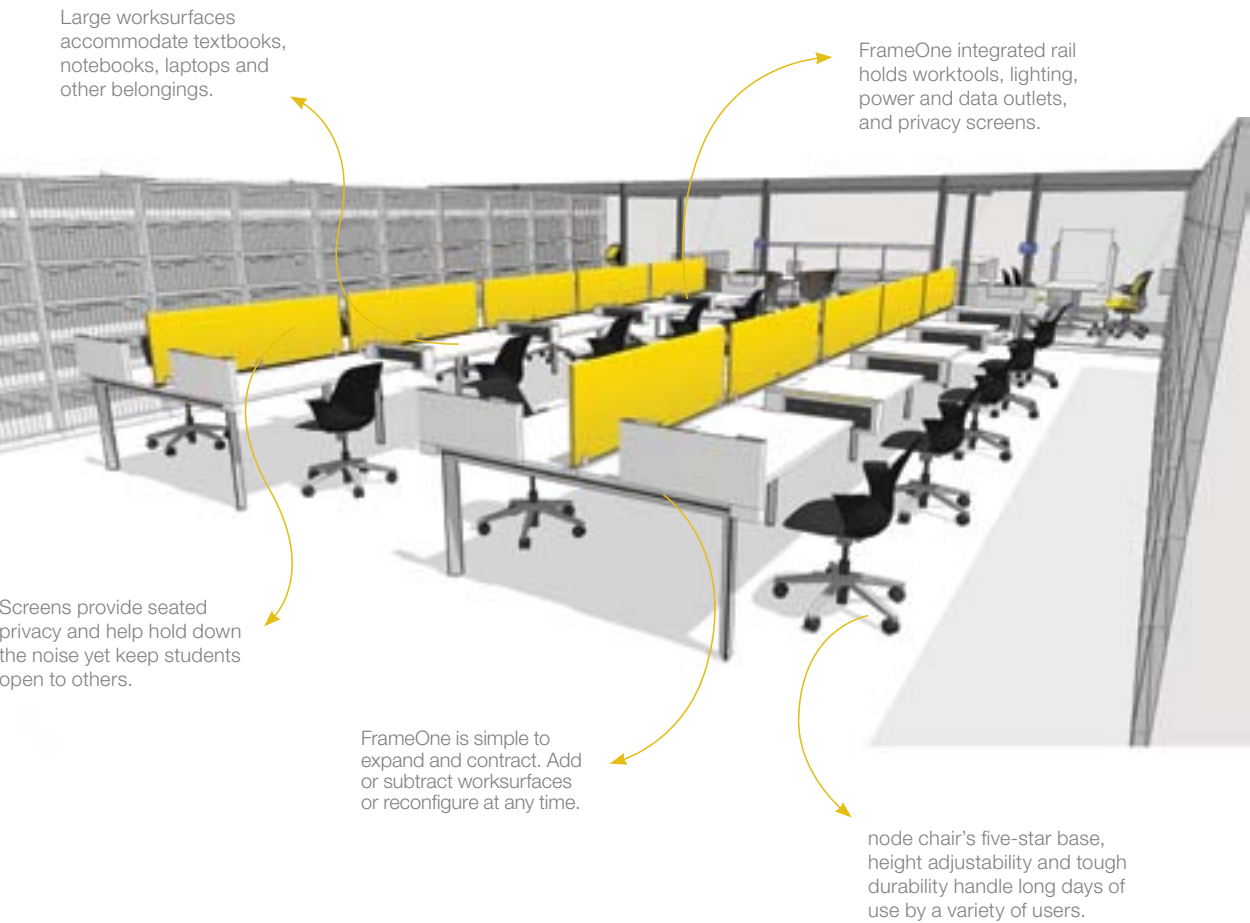 Large worksurfaces
accommodate textbooks,
notebooks, laptops and
other belongings.
FrameOne integrated rail
holds worktools, lighting,
power and data outlets,
and privacy screens.
Screens provide seated
privacy and help hold down
the noise yet keep students
open to others.
FrameOne is simple to
expand and contract. Add
or subtract worksurfaces
or reconfigure at any time.
node chair’s five-star base,
height adjustability and tough
durability handle long days of
use by a variety of users.